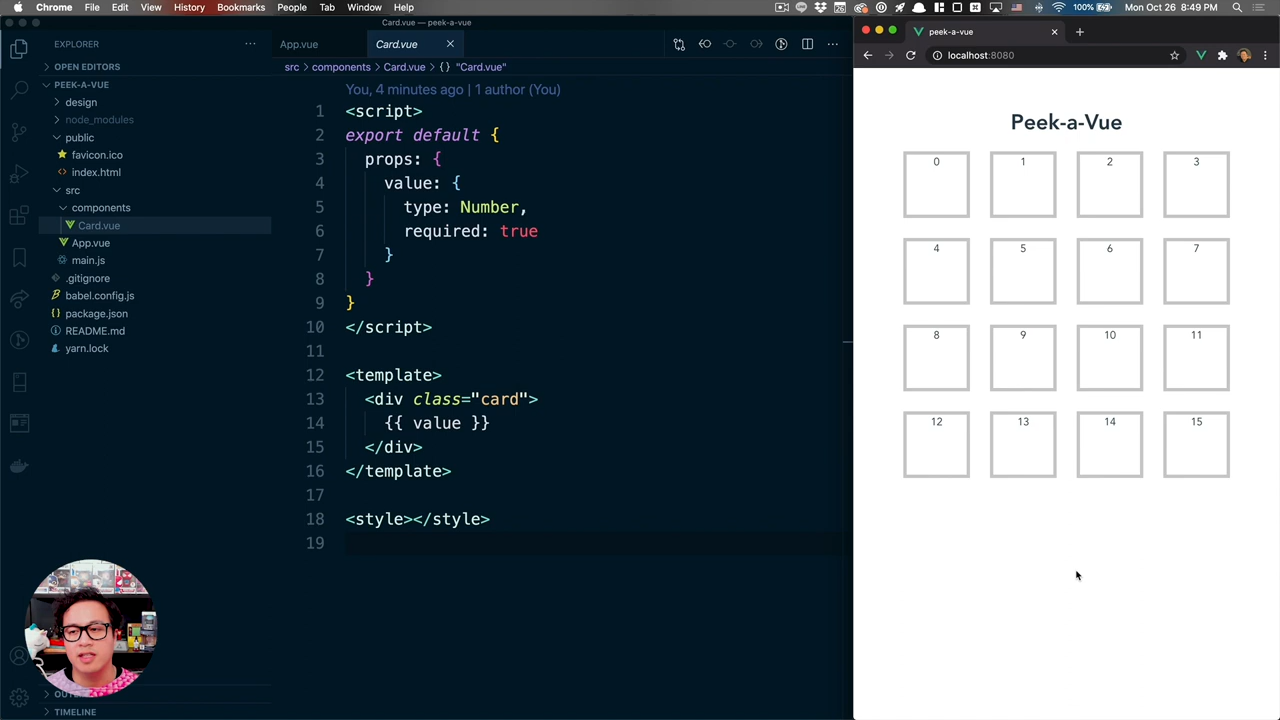 Chrome File Edit View History Bookmarks People Tab Window Help
100% Mon Oct 26 8:49 PM
Card.vue — peek-a-vue
peek-a-vue
EXPLORER
App.vue
Card.vue
localhost:8080
OPEN EDITORS
src > components > Card.vue > {} "Card.vue"
PEEK-A-VUE
design
node_modules
public
favicon.ico
index.html
src
components
Card.vue
App.vue
main.js
.gitignore
babel.config.js
package.json
README.md
yarn.lock
TIMELINE
You, 4 minutes ago | 1 author (You)
1 <script>
2 export default {
3 props: {
4 value: {
5 type: Number,
6 required: true
7 }
8 }
9 }
10 </script>
11
12 <template>
13 <div class="card">
14 {{ value }}
15 </div>
16 </template>
17
18 <style></style>
19
Peek-a-Vue
0 1 2 3
4 5 6 7
8 9 10 11
12 13 14 15